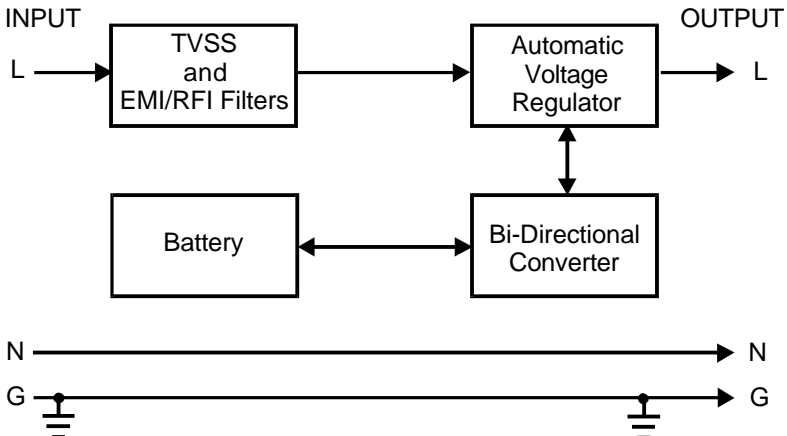 INPUT
OUTPUT
L
TVSS
and
EMI/RFI Filters
Automatic
Voltage
Regulator
L
Battery
Bi-Directional
Converter
N
N
G
G